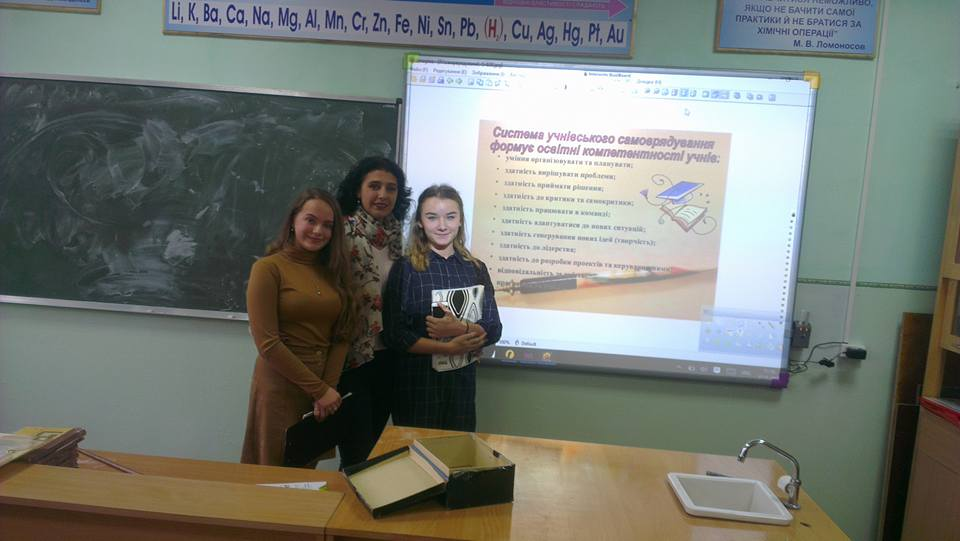 ВІДНОВНІ ВЛАСТИВОСТІ СПАДАЮТЬ
Li, K, Ba, Ca, Na, Mg, Al, Mn, Cr, Zn, Fe, Ni, Sn, Pb, (H₂), Cu, Ag, Hg, Pt, Au
НЕМОЖЛИВО,
ЯКЩО НЕ БАЧИТИ САМОЇ
ПРАКТИКИ Й НЕ БРАТИСЯ ЗА
ХІМІЧНІ ОПЕРАЦІЇ"
М. В. Ломоносов
Система учнівського самоврядування
формує освітні компетентності учнів:
• уміння організовувати та планувати;
• здатність вирішувати проблеми;
• здатність приймати рішення;
• здатність до критики та самокритики;
• здатність працювати в команді;
• здатність адаптуватися до нових ситуацій;
• здатність генерування нових ідей (творчість);
• здатність до лідерства;
• здатність до розробки проектів та керування ними;
• відповідальність за
Default